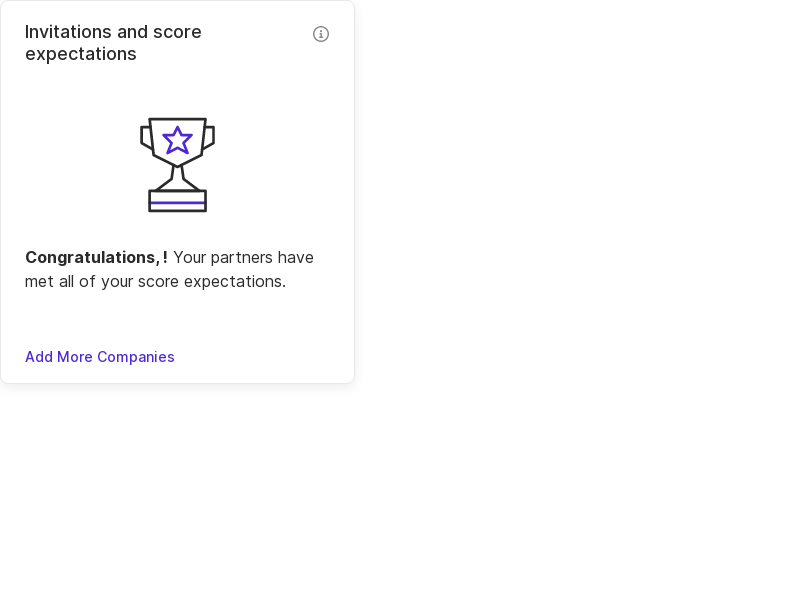 Invitations and score
expectations
Congratulations, ! Your partners have
met all of your score expectations.
Add More Companies